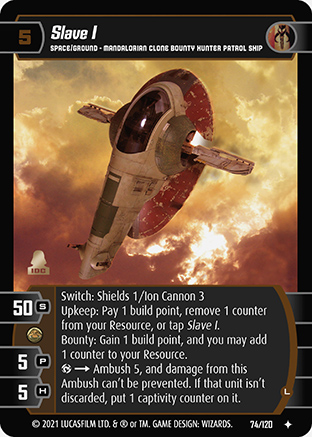 5
Slave I
SPACE/GROUND - MANDALORIAN CLONE BOUNTY HUNTER PATROL SHIP
IDC
50 S
5 P
5 H
Switch: Shields 1/Ion Cannon 3
Upkeep: Pay 1 build point, remove 1 counter
from your Resource, or tap Slave I.
Bounty: Gain 1 build point, and you may add
1 counter to your Resource.
Ambush 5, and damage from this
Ambush can't be prevented. If that unit isn't
discarded, put 1 captivity counter on it.
L
© 2021 LUCASFILM LTD. & ® or TM. GAME DESIGN: WIZARDS. 74/120